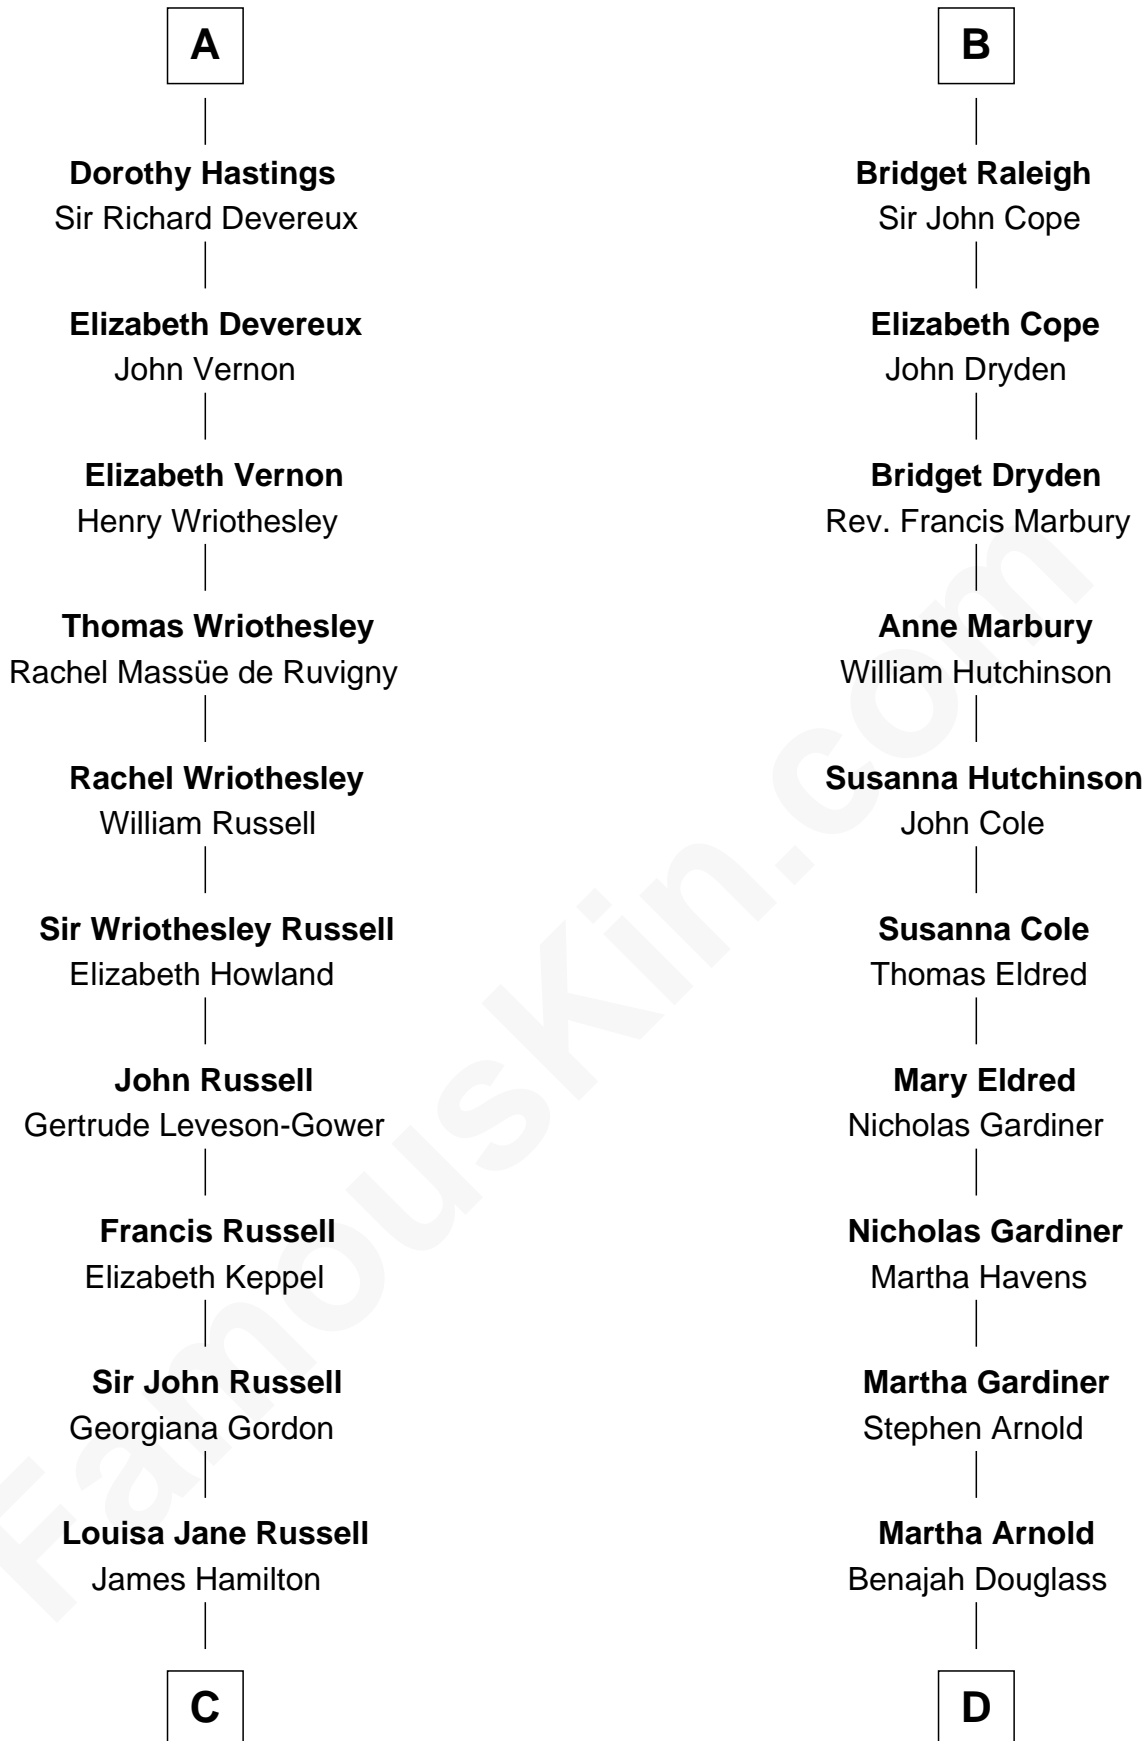 A
Dorothy Hastings
Sir Richard Devereux
Elizabeth Devereux
John Vernon
Elizabeth Vernon
Henry Wriothesley
Thomas Wriothesley
Rachel Massüe de Ruvigny
Rachel Wriothesley
William Russell
Sir Wriothesley Russell
Elizabeth Howland
John Russell
Gertrude Leveson-Gower
Francis Russell
Elizabeth Keppel
Sir John Russell
Georgiana Gordon
Louisa Jane Russell
James Hamilton
C
B
Bridget Raleigh
Sir John Cope
Elizabeth Cope
John Dryden
Bridget Dryden
Rev. Francis Marbury
Anne Marbury
William Hutchinson
Susanna Hutchinson
John Cole
Susanna Cole
Thomas Eldred
Mary Eldred
Nicholas Gardiner
Nicholas Gardiner
Martha Havens
Martha Gardiner
Stephen Arnold
Martha Arnold
Benajah Douglass
D
FamousKin.com